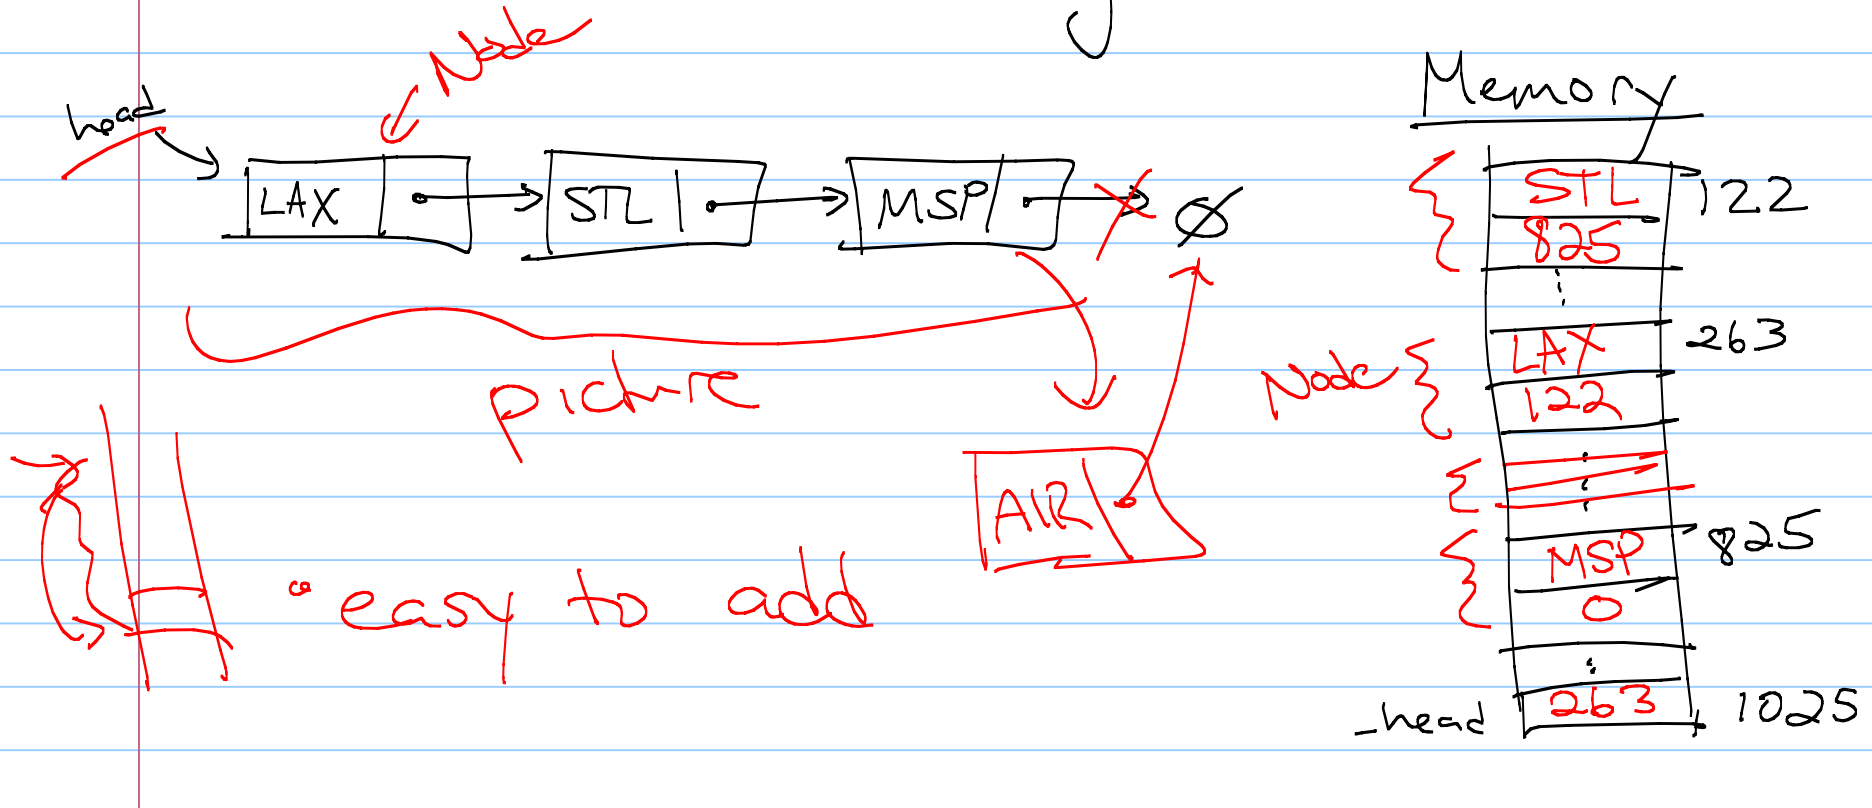 Node
head
LAX STL MSP Ø
picture
AIR
easy to add
Memory
STL 122
825
LAX 263
Node
122
MSP 825
0
_head 263 1025